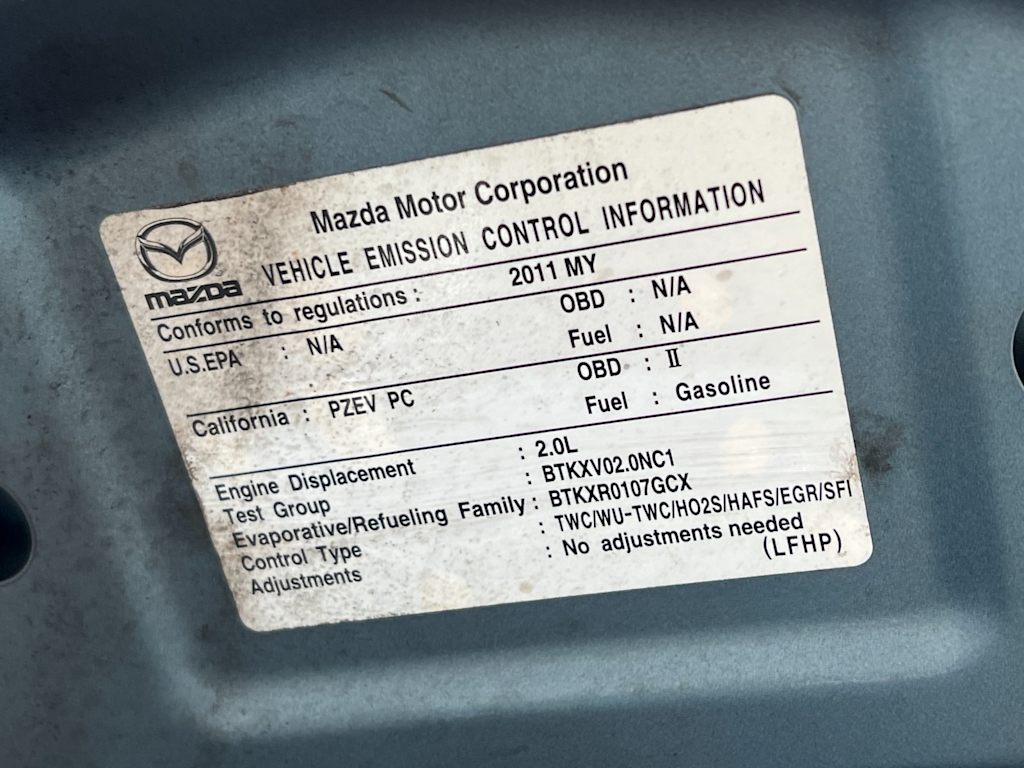 Mazda Motor Corporation
mazda
VEHICLE EMISSION CONTROL INFORMATION
Conforms to regulations : 2011 MY
U.S.EPA : N/A OBD : N/A
Fuel : N/A
California : PZEV PC OBD : II
Fuel : Gasoline
Engine Displacement : 2.0L
Test Group : BTKXV02.0NC1
Evaporative/Refueling Family : BTKXR0107GCX
Control Type : TWC/WU-TWC/HO2S/HAFS/EGR/SFI
Adjustments : No adjustments needed
(LFHP)